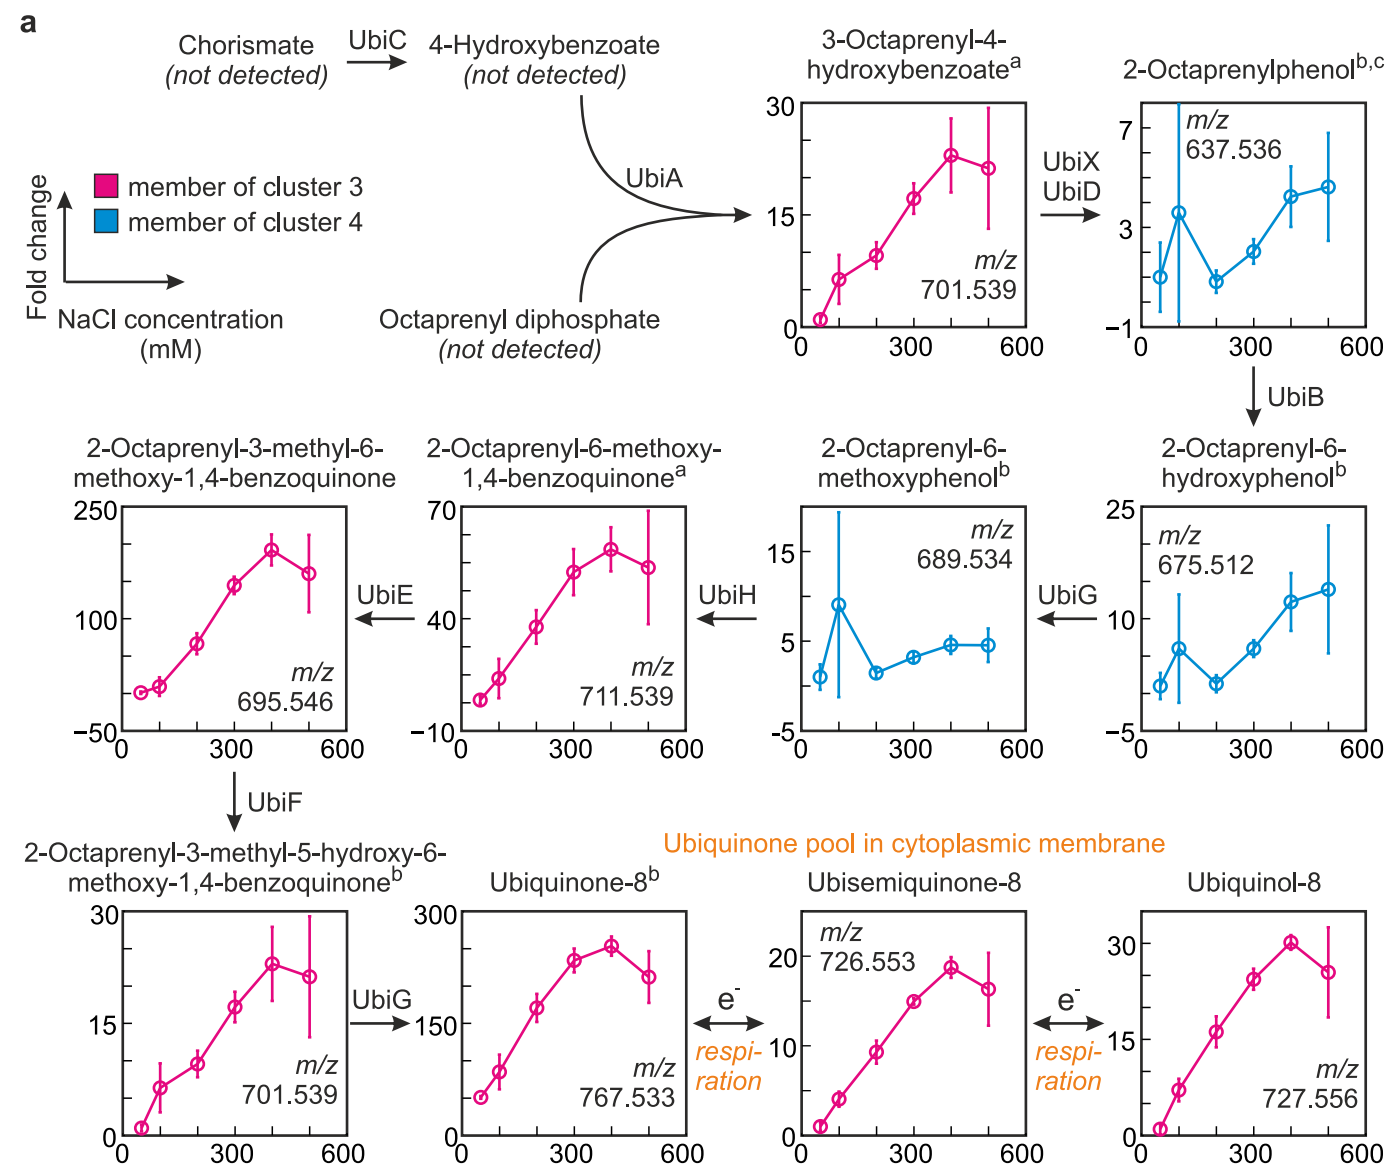 a
Chorismate
(not detected)
UbiC
4-Hydroxybenzoate
(not detected)
3-Octaprenyl-4-
hydroxybenzoateᵃ
2-Octaprenylphenolᵇ,ᶜ
member of cluster 3
member of cluster 4
Fold change
NaCl concentration
(mM)
UbiA
Octaprenyl diphosphate
(not detected)
30
15
0
m/z
701.539
0 300 600
UbiX
UbiD
7
3
−1
m/z
637.536
0 300 600
UbiB
2-Octaprenyl-3-methyl-6-
methoxy-1,4-benzoquinone
250
100
−50
m/z
695.546
0 300 600
UbiE
2-Octaprenyl-6-methoxy-
1,4-benzoquinoneᵃ
70
40
−10
m/z
711.539
0 300 600
UbiH
2-Octaprenyl-6-
methoxyphenolᵇ
15
5
-5
m/z
689.534
0 300 600
UbiG
2-Octaprenyl-6-
hydroxyphenolᵇ
25
10
−5
m/z
675.512
0 300 600
UbiF
2-Octaprenyl-3-methyl-5-hydroxy-6-
methoxy-1,4-benzoquinoneᵇ
30
15
0
m/z
701.539
0 300 600
UbiG
Ubiquinone pool in cytoplasmic membrane
Ubiquinone-8ᵇ
300
150
0
m/z
767.533
0 300 600
e⁻
respi-
ration
Ubisemiquinone-8
20
10
0
m/z
726.553
0 300 600
e⁻
respi-
ration
Ubiquinol-8
30
15
0
m/z
727.556
0 300 600